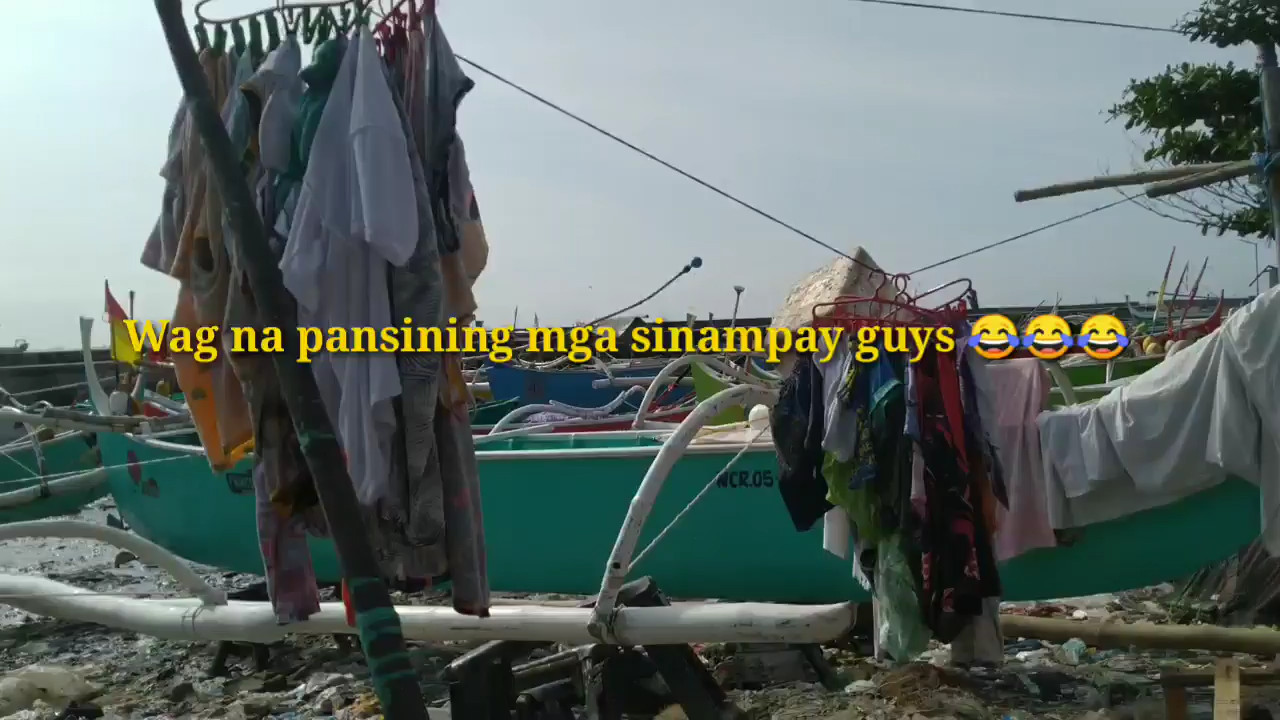 Wag na pansining mga sinampay guys 😂😂😂
NCR.05